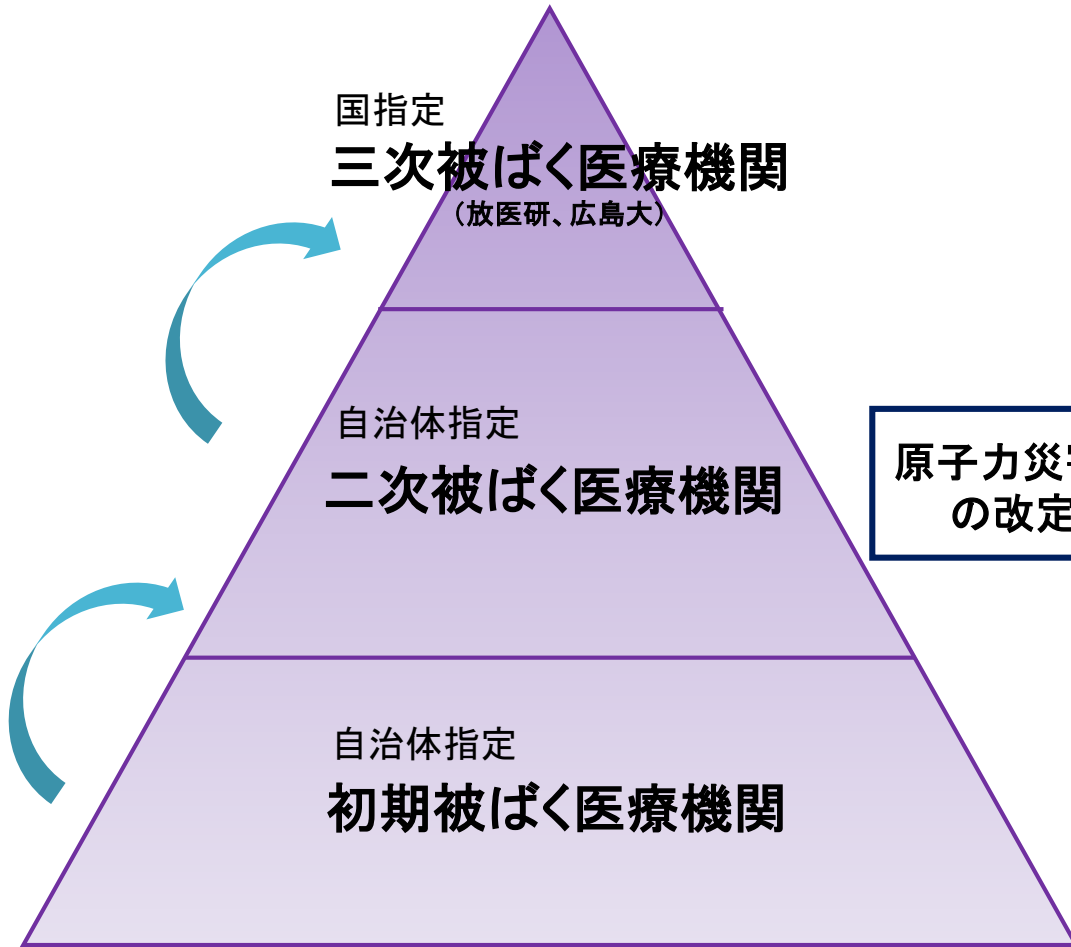 国指定
三次被ばく医療機関
（放医研、広島大）
自治体指定
二次被ばく医療機関
原子力災害
の改定
自治体指定
初期被ばく医療機関